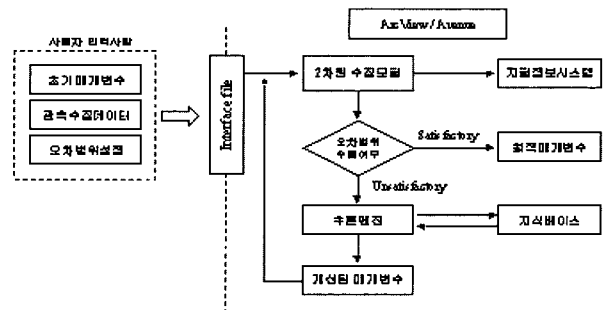 Arc View / Avenue
사용자 입력사항
초기매개변수
관측수질데이터
오차범위설정
Interface file
2차원 수질모델
지리정보시스템
오차범위
수렴여부
Satisfactory
최적매개변수
Unsatisfactory
추론엔진
지식베이스
개선된 매개변수